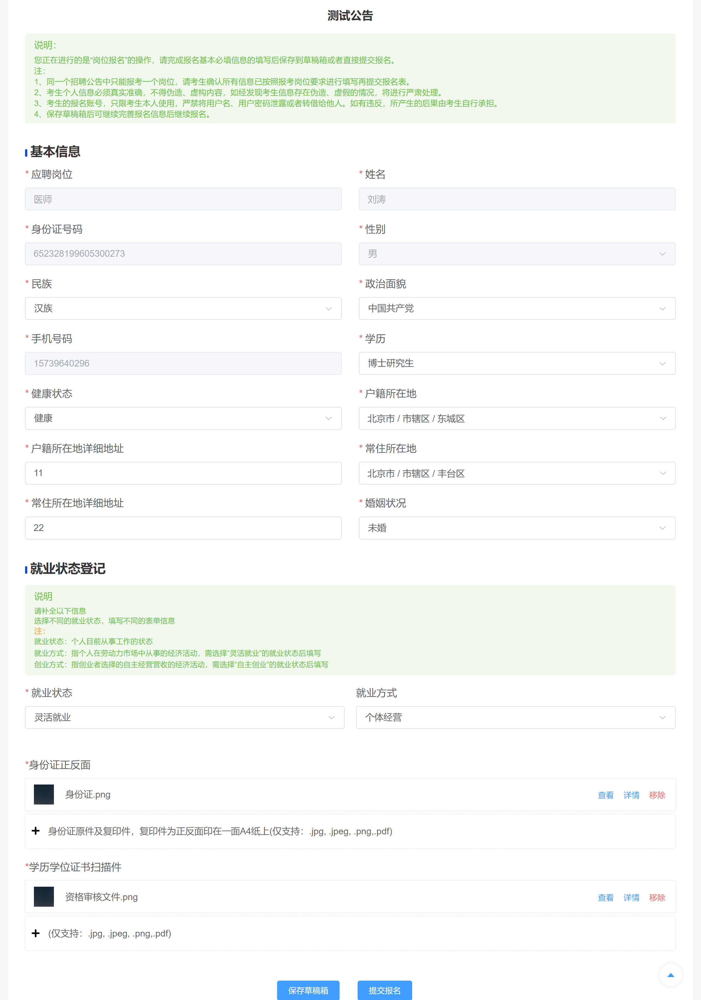 测试公告
说明：
您正在进行的是“岗位报名”的操作，请完成报名基本必填信息的填写后保存到草稿箱或者直接提交报名。
注：
1、同一个招聘公告中只能报考一个岗位，请考生确认所有信息已按照报考岗位要求进行填写再提交报名表。
2、考生个人信息必须真实准确，不得伪造、虚构内容，如经发现考生信息存在伪造、虚假的情况，将进行严肃处理。
3、考生的报名账号，只限考生本人使用，严禁将用户名、用户密码泄露或者转借给他人。如有违反，所产生的后果由考生自行承担。
4、保存草稿箱后可继续完善报名信息后继续报名。
基本信息
* 应聘岗位
医师
* 姓名
刘涛
* 身份证号码
652328199605300273
* 性别
男
* 民族
汉族
* 政治面貌
中国共产党
* 手机号码
15739640296
* 学历
博士研究生
* 健康状态
健康
* 户籍所在地
北京市 / 市辖区 / 东城区
* 户籍所在地详细地址
11
* 常住所在地
北京市 / 市辖区 / 丰台区
* 常住所在地详细地址
22
* 婚姻状况
未婚
就业状态登记
说明
请补全以下信息
选择不同的就业状态，填写不同的表单信息
注：
就业状态：个人目前从事工作的状态
就业方式：指个人在劳动力市场中从事的经济活动，需选择“灵活就业”的就业状态后填写
创业方式：指创业者选择的自主经营营收的经济活动，需选择“自主创业”的就业状态后填写
* 就业状态
灵活就业
就业方式
个体经营
*身份证正反面
身份证.png 查看 详情 移除
+ 身份证原件及复印件，复印件为正反面印在一面A4纸上(仅支持：.jpg, .jpeg, .png,.pdf)
*学历学位证书扫描件
资格审核文件.png 查看 详情 移除
+ (仅支持：.jpg, .jpeg, .png,.pdf)
保存草稿箱 提交报名